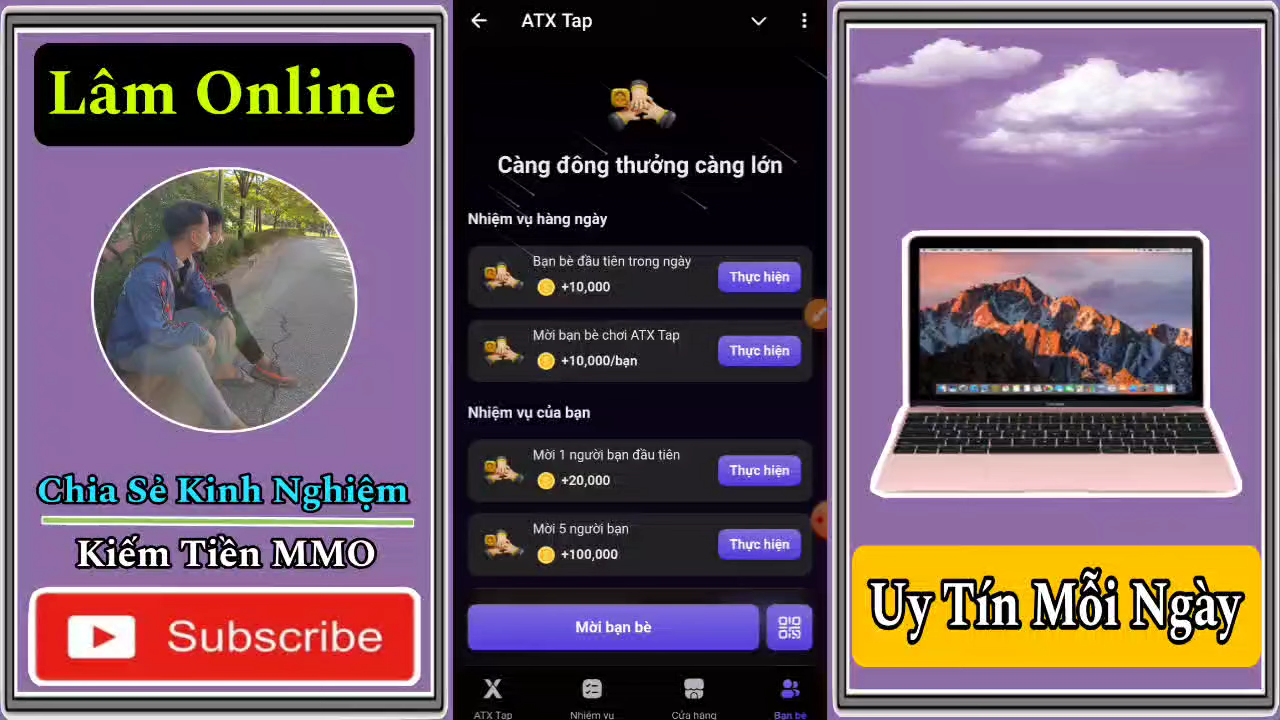 Lâm Online
Chia Sẻ Kinh Nghiệm
Kiếm Tiền MMO
Subscribe
ATX Tap
Càng đông thưởng càng lớn
Nhiệm vụ hàng ngày
Bạn bè đầu tiên trong ngày
+10,000
Thực hiện
Mời bạn bè chơi ATX Tap
+10,000/bạn
Thực hiện
Nhiệm vụ của bạn
Mời 1 người bạn đầu tiên
+20,000
Thực hiện
Mời 5 người bạn
+100,000
Thực hiện
Mời bạn bè
ATX Tap
Nhiệm vụ
Cửa hàng
Bạn bè
Uy Tín Mỗi Ngày